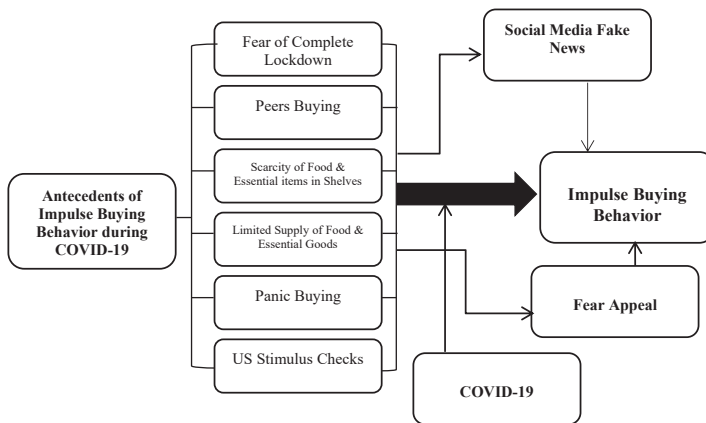 Fear of Complete
Lockdown
Peers Buying
Scarcity of Food &
Essential items in Shelves
Limited Supply of Food &
Essential Goods
Panic Buying
US Stimulus Checks
Antecedents of
Impulse Buying
Behavior during
COVID-19
Social Media Fake
News
Impulse Buying
Behavior
Fear Appeal
COVID-19